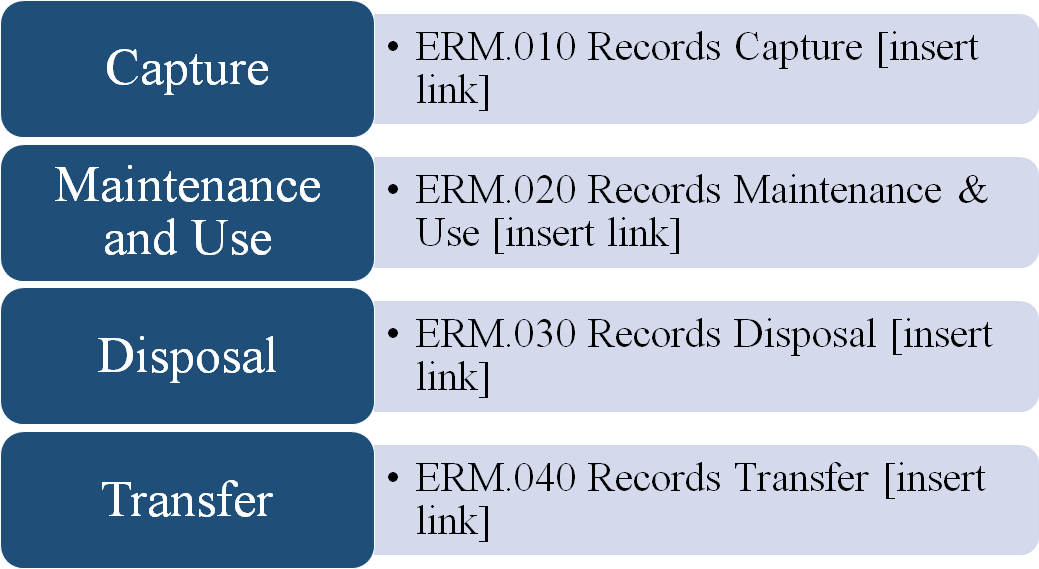 Capture
• ERM.010 Records Capture [insert
link]
Maintenance
and Use
• ERM.020 Records Maintenance &
Use [insert link]
Disposal
• ERM.030 Records Disposal [insert
link]
Transfer
• ERM.040 Records Transfer [insert
link]